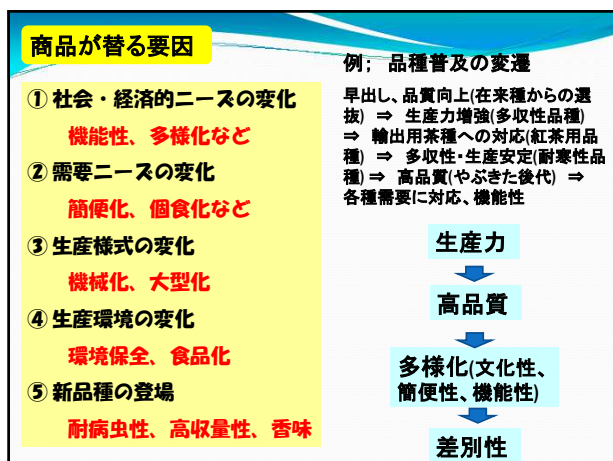 商品が替る要因
① 社会・経済的ニーズの変化
機能性、多様化など
② 需要ニーズの変化
簡便化、個食化など
③ 生産様式の変化
機械化、大型化
④ 生産環境の変化
環境保全、食品化
⑤ 新品種の登場
耐病虫性、高収量性、香味
例； 品種普及の変遷
早出し、品質向上(在来種からの選
抜) ⇒ 生産力増強(多収性品種)
⇒ 輸出用茶種への対応(紅茶用品
種) ⇒ 多収性・生産安定(耐寒性品
種)⇒ 高品質(やぶきた後代) ⇒
各種需要に対応、機能性
生産力
高品質
多様化(文化性、
簡便性、機能性)
差別性